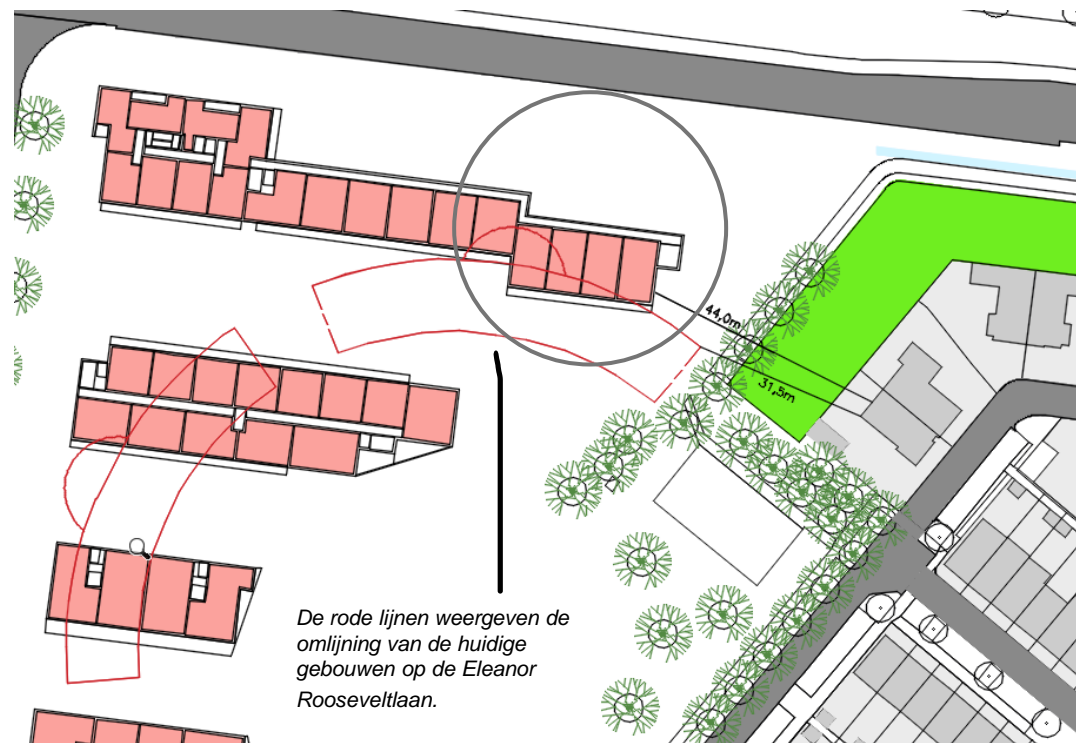 44,0m
31,5m
De rode lijnen weergeven de
omlijning van de huidige
gebouwen op de Eleanor
Rooseveltlaan.